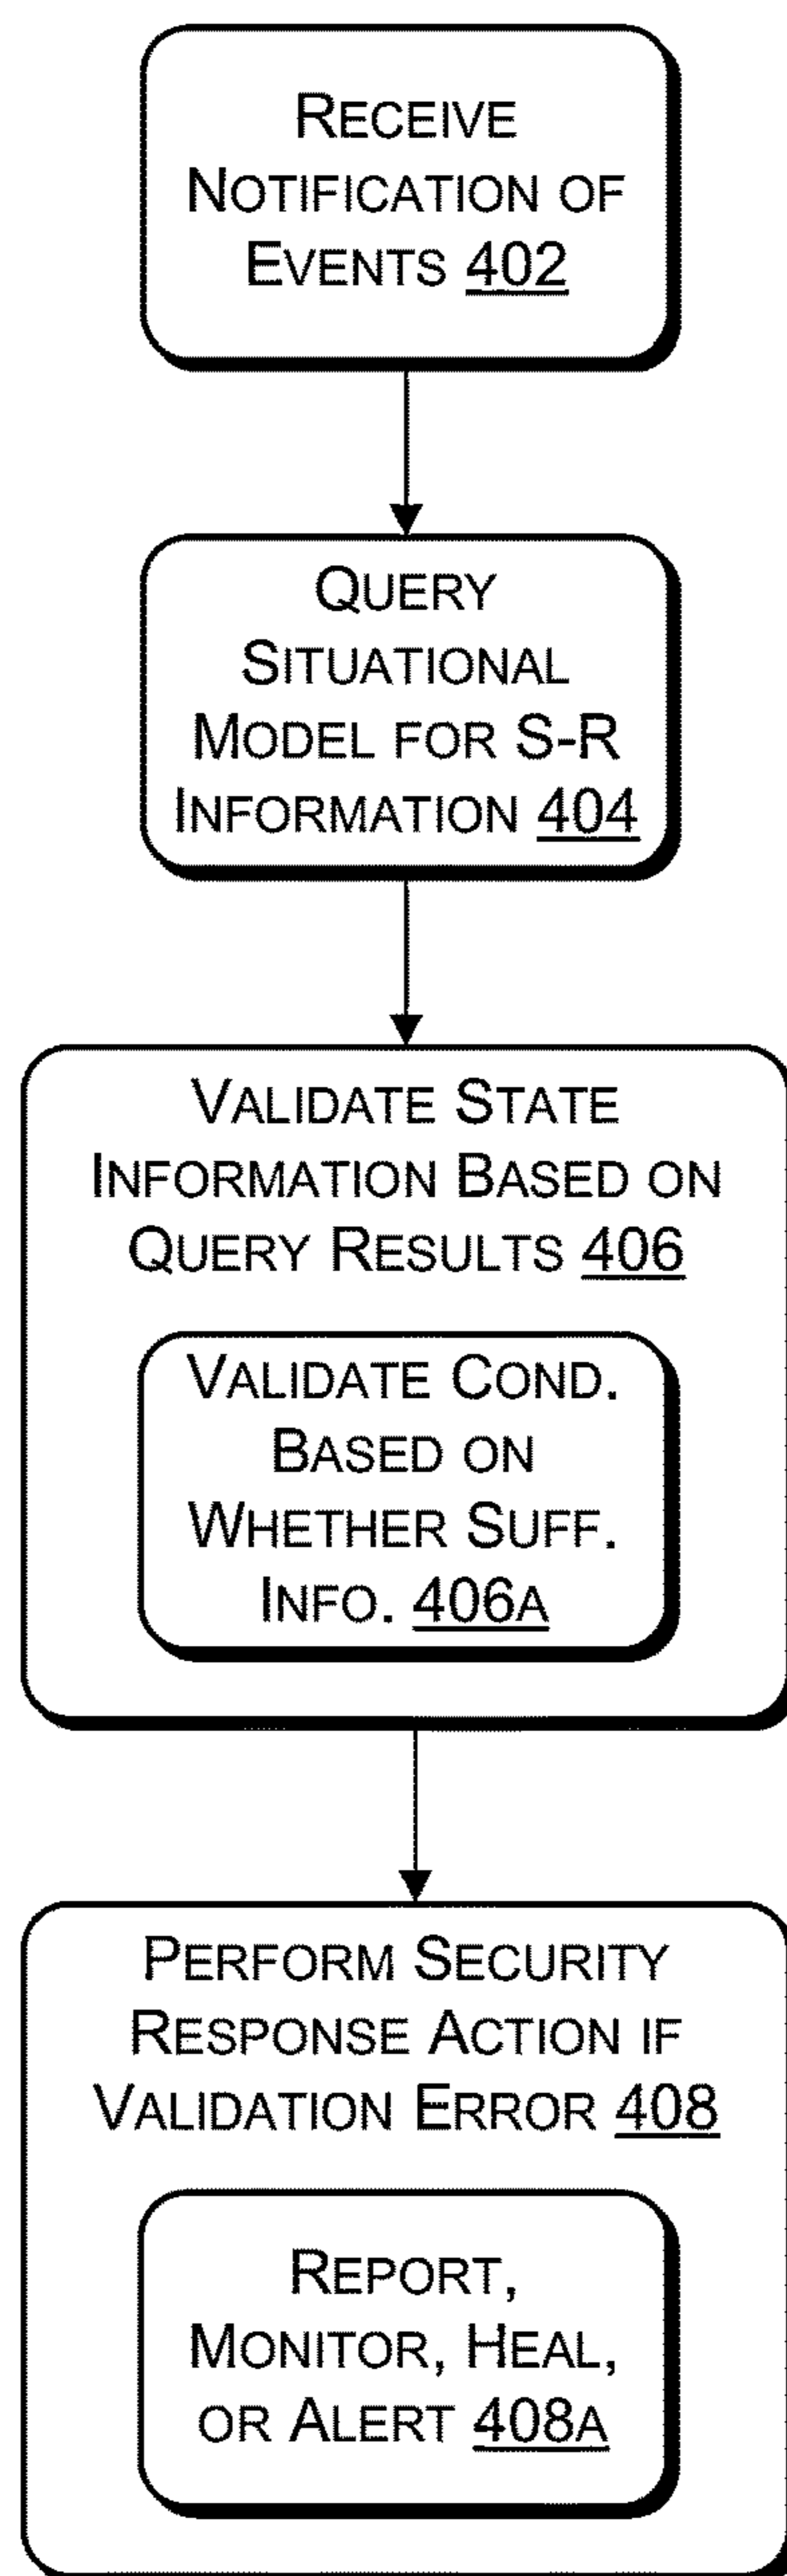 RECEIVE
NOTIFICATION OF
EVENTS 402
QUERY
SITUATIONAL
MODEL FOR S-R
INFORMATION 404
VALIDATE STATE
INFORMATION BASED ON
QUERY RESULTS 406
VALIDATE COND.
BASED ON
WHETHER SUFF.
INFO. 406A
PERFORM SECURITY
RESPONSE ACTION IF
VALIDATION ERROR 408
REPORT,
MONITOR, HEAL,
OR ALERT 408A